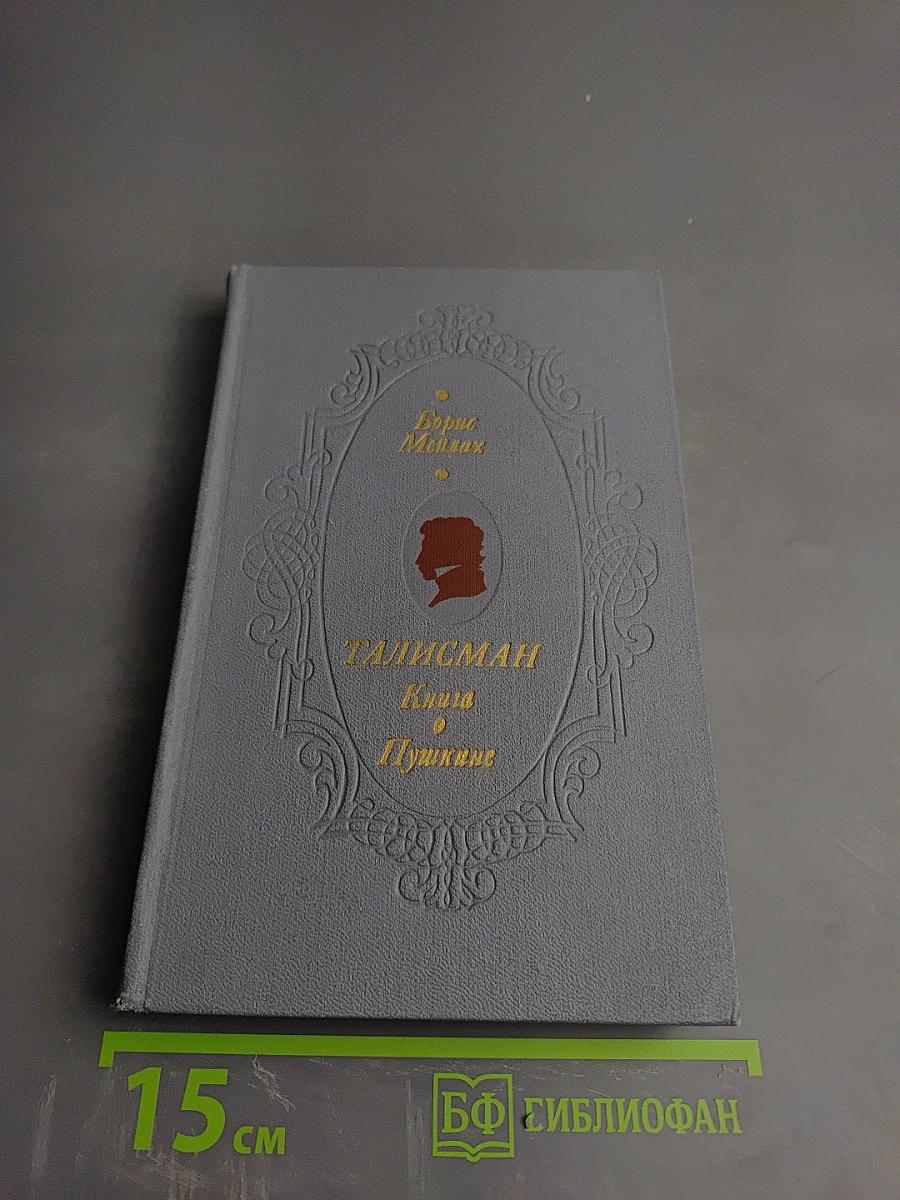 Борис
Мейлах
ТАЛИСМАН
Книга
о
Пушкине
15 см
БФ БИБЛИОФАН